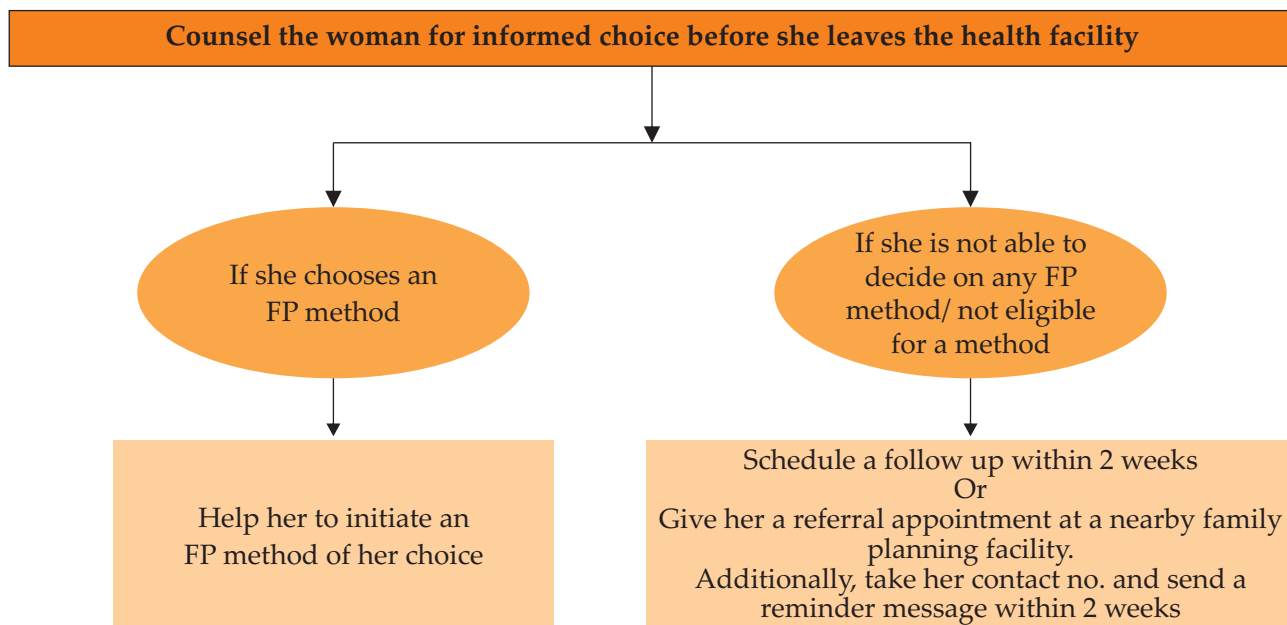 Counsel the woman for informed choice before she leaves the health facility
If she chooses an
FP method
If she is not able to
decide on any FP
method/ not eligible
for a method
Help her to initiate an
FP method of her choice
Schedule a follow up within 2 weeks
Or
Give her a referral appointment at a nearby family
planning facility.
Additionally, take her contact no. and send a
reminder message within 2 weeks